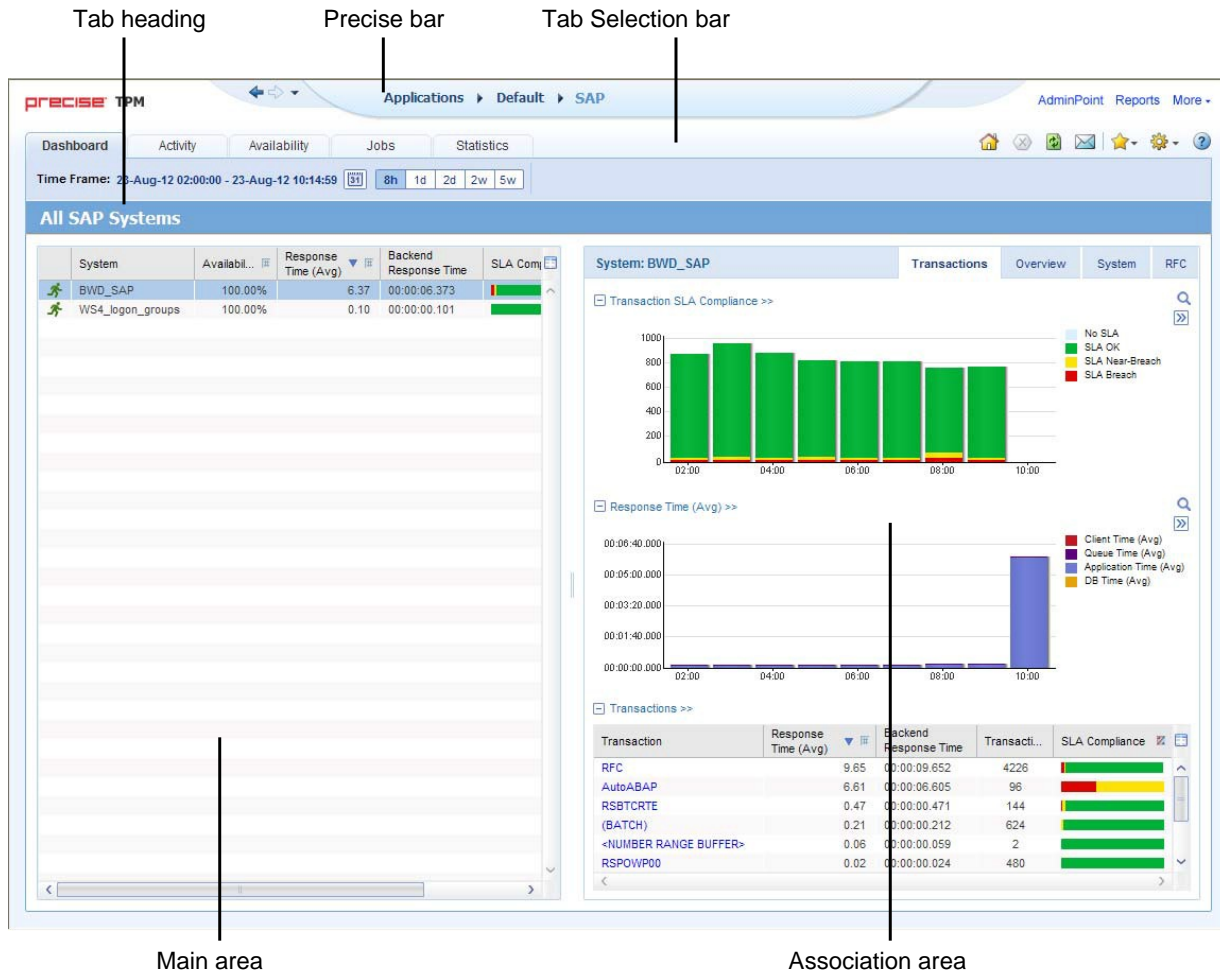 Tab heading Precise bar Tab Selection bar
precise TPM Applications Default SAP AdminPoint Reports More
Dashboard Activity Availability Jobs Statistics
Time Frame: 23-Aug-12 02:00:00 - 23-Aug-12 10:14:59 31 8h 1d 2d 2w 5w
All SAP Systems
System Availabil... Response Time (Avg) Backend Response Time SLA Comp
BWD_SAP 100.00% 6.37 00:00:06.373
WS4_logon_groups 100.00% 0.10 00:00:00.101
System: BWD_SAP Transactions Overview System RFC
Transaction SLA Compliance >>
1000
800
600
400
200
0
02:00 04:00 06:00 08:00 10:00
No SLA
SLA OK
SLA Near-Breach
SLA Breach
Response Time (Avg) >>
00:06:40.000
00:05:00.000
00:03:20.000
00:01:40.000
00:00:00.000
02:00 04:00 06:00 08:00 10:00
Client Time (Avg)
Queue Time (Avg)
Application Time (Avg)
DB Time (Avg)
Transactions >>
Transaction Response Time (Avg) Backend Response Time Transacti... SLA Compliance
RFC 9.65 00:00:09.652 4226
AutoABAP 6.61 00:00:06.605 96
RSBTCRTE 0.47 00:00:00.471 144
(BATCH) 0.21 00:00:00.212 624
<NUMBER RANGE BUFFER> 0.06 00:00:00.059 2
RSPOWP00 0.02 00:00:00.024 480
Main area Association area